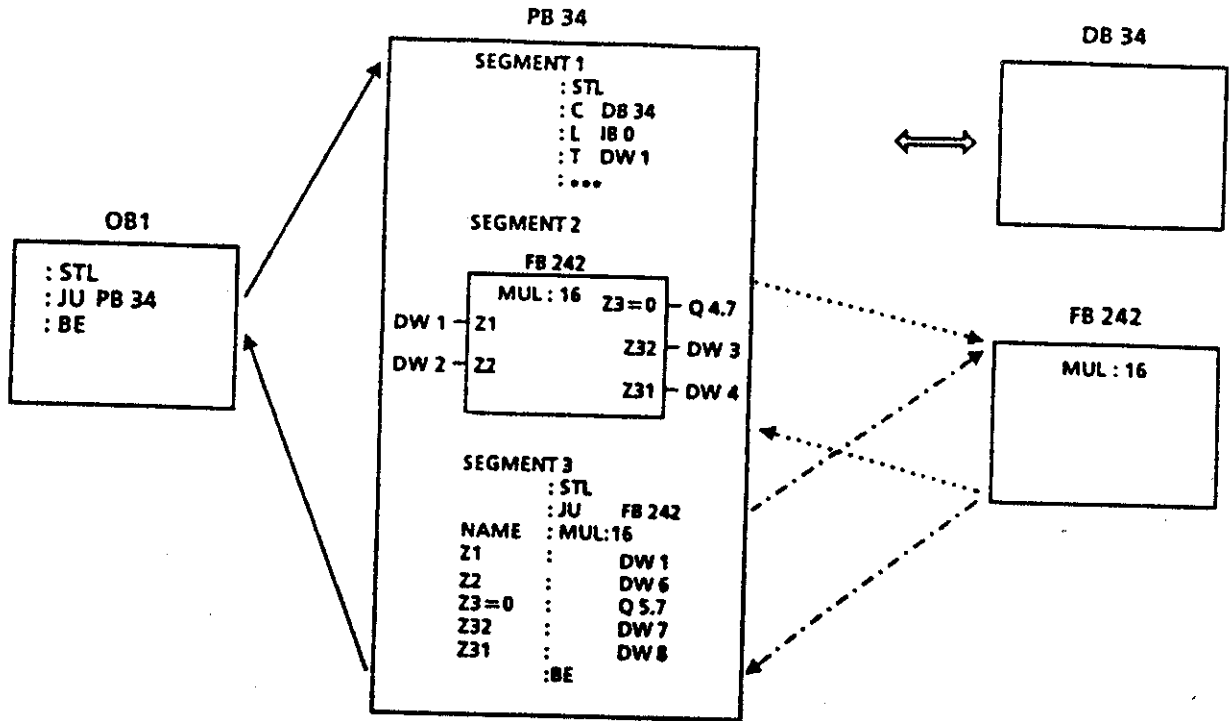 PB 34
DB 34
SEGMENT 1
: STL
: C DB 34
: L IB 0
: T DW 1
: •••
OB1
: STL
: JU PB 34
: BE
SEGMENT 2
FB 242
MUL : 16
Z3=0
Q 4.7
DW 1
Z1
Z32
DW 3
DW 2
Z2
Z31
DW 4
FB 242
MUL : 16
SEGMENT 3
: STL
: JU FB 242
NAME : MUL:16
Z1 : DW 1
Z2 : DW 6
Z3=0 : Q 5.7
Z32 : DW 7
Z31 : DW 8
:BE